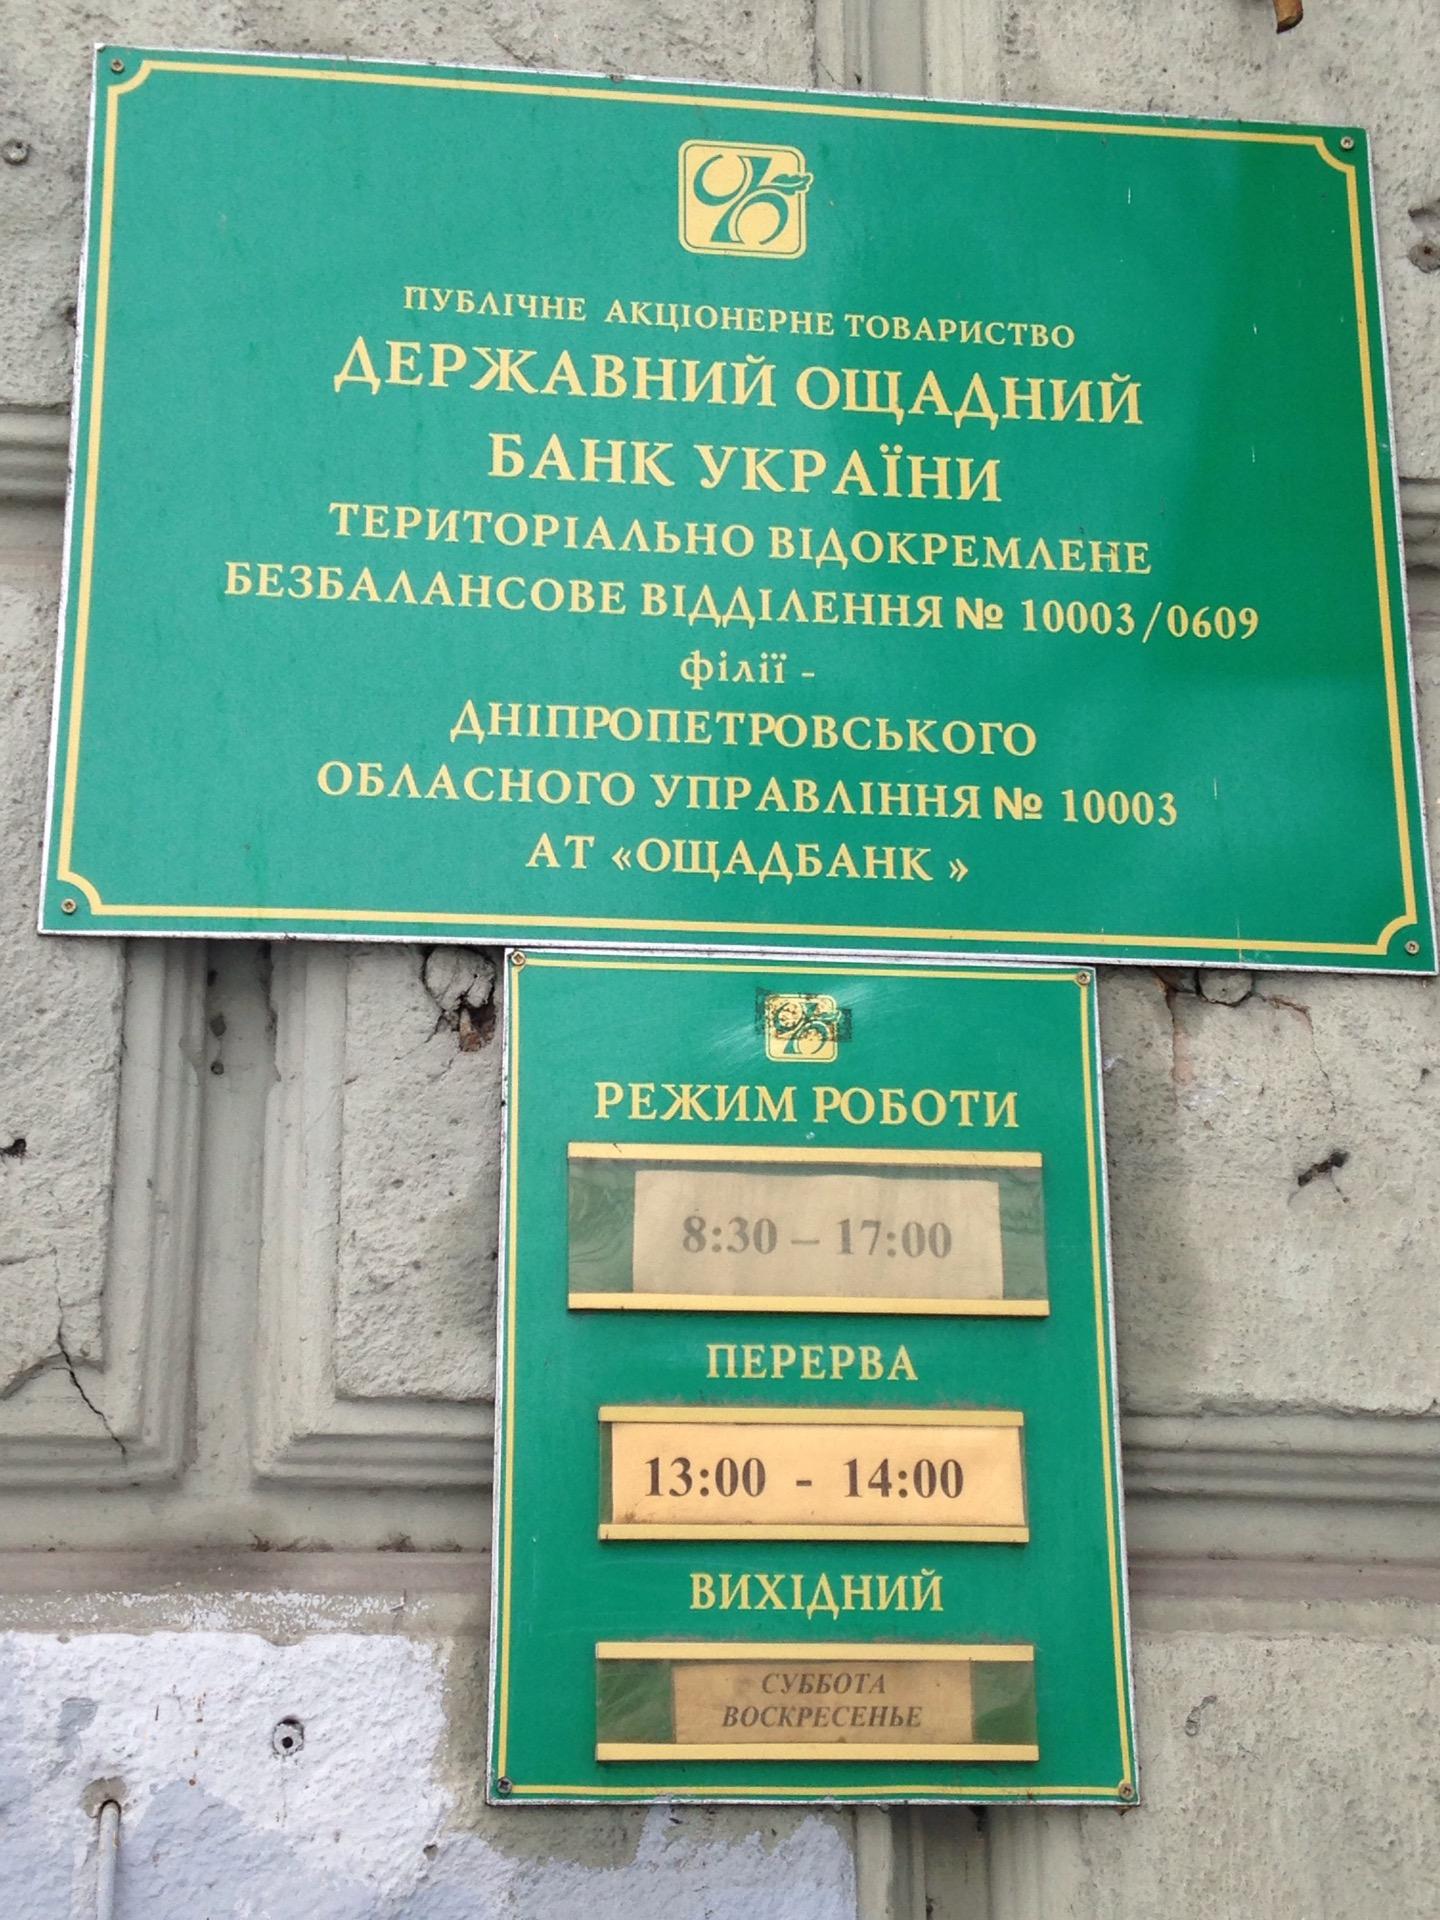 ПУБЛІЧНЕ АКЦІОНЕРНЕ ТОВАРИСТВО
ДЕРЖАВНИЙ ОЩАДНИЙ
БАНК УКРАЇНИ
ТЕРИТОРІАЛЬНО ВІДОКРЕМЛЕНЕ
БЕЗБАЛАНСОВЕ ВІДДІЛЕННЯ № 10003/0609
філії -
ДНІПРОПЕТРОВСЬКОГО
ОБЛАСНОГО УПРАВЛІННЯ № 10003
АТ «ОЩАДБАНК »
РЕЖИМ РОБОТИ
8:30 – 17:00
ПЕРЕРВА
13:00 - 14:00
ВИХІДНИЙ
СУББОТА
ВОСКРЕСЕНЬЕ